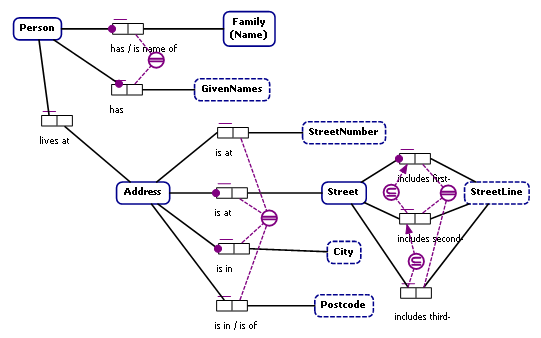 Person
Family
(Name)
has / is name of
GivenNames
has
lives at
StreetNumber
is at
Address
is at
Street
includes first-
StreetLine
includes second-
City
is in
Postcode
is in / is of
includes third-